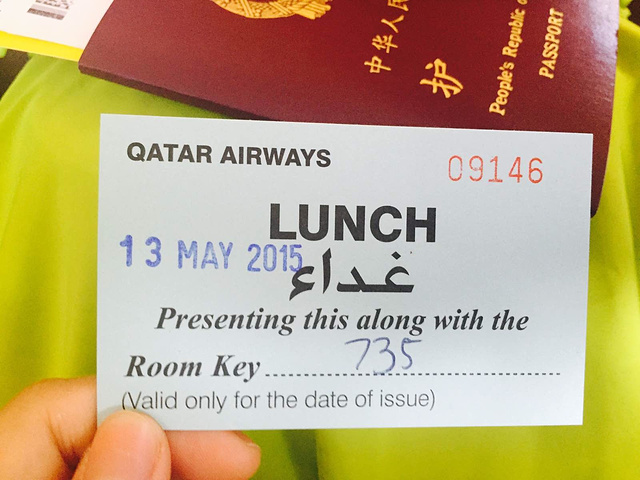 中华人民
护
People's Republic
PASSPORT
QATAR AIRWAYS
09146
LUNCH
13 MAY 2015
غداء
Presenting this along with the
Room Key 735
(Valid only for the date of issue)